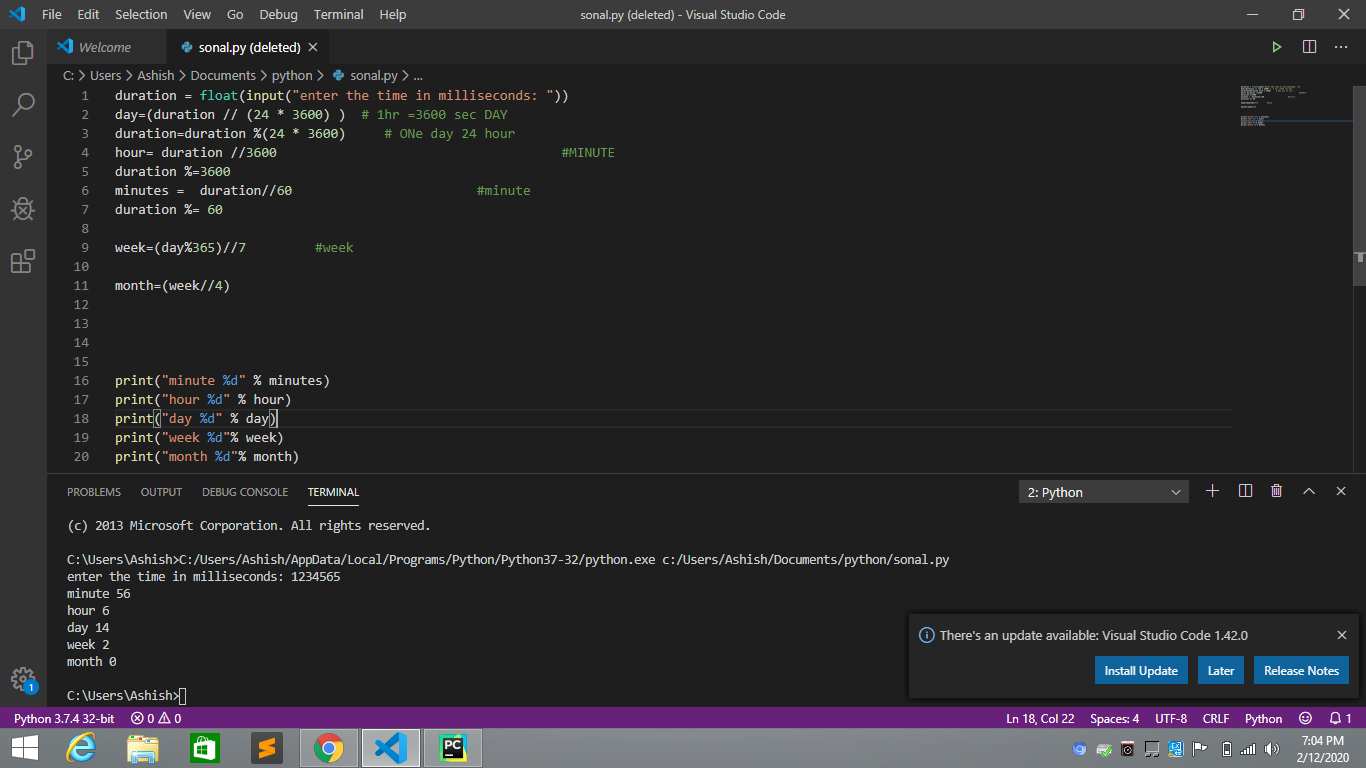 File Edit Selection View Go Debug Terminal Help sonal.py (deleted) - Visual Studio Code
Welcome sonal.py (deleted)
C: > Users > Ashish > Documents > python > sonal.py > ...
1 duration = float(input("enter the time in milliseconds: "))
2 day=(duration // (24 * 3600) ) # 1hr =3600 sec DAY
3 duration=duration %(24 * 3600) # ONe day 24 hour
4 hour= duration //3600 #MINUTE
5 duration %=3600
6 minutes = duration//60 #minute
7 duration %= 60
8
9 week=(day%365)//7 #week
10
11 month=(week//4)
12
13
14
15
16 print("minute %d" % minutes)
17 print("hour %d" % hour)
18 print("day %d" % day)
19 print("week %d"% week)
20 print("month %d"% month)
PROBLEMS OUTPUT DEBUG CONSOLE TERMINAL 2: Python
(c) 2013 Microsoft Corporation. All rights reserved.
C:\Users\Ashish>C:/Users/Ashish/AppData/Local/Programs/Python/Python37-32/python.exe c:/Users/Ashish/Documents/python/sonal.py
enter the time in milliseconds: 1234565
minute 56
hour 6
day 14
week 2
month 0
C:\Users\Ashish>
There's an update available: Visual Studio Code 1.42.0
Install Update Later Release Notes
1
Python 3.7.4 32-bit 0 0 Ln 18, Col 22 Spaces: 4 UTF-8 CRLF Python 1
PC
7:04 PM
2/12/2020